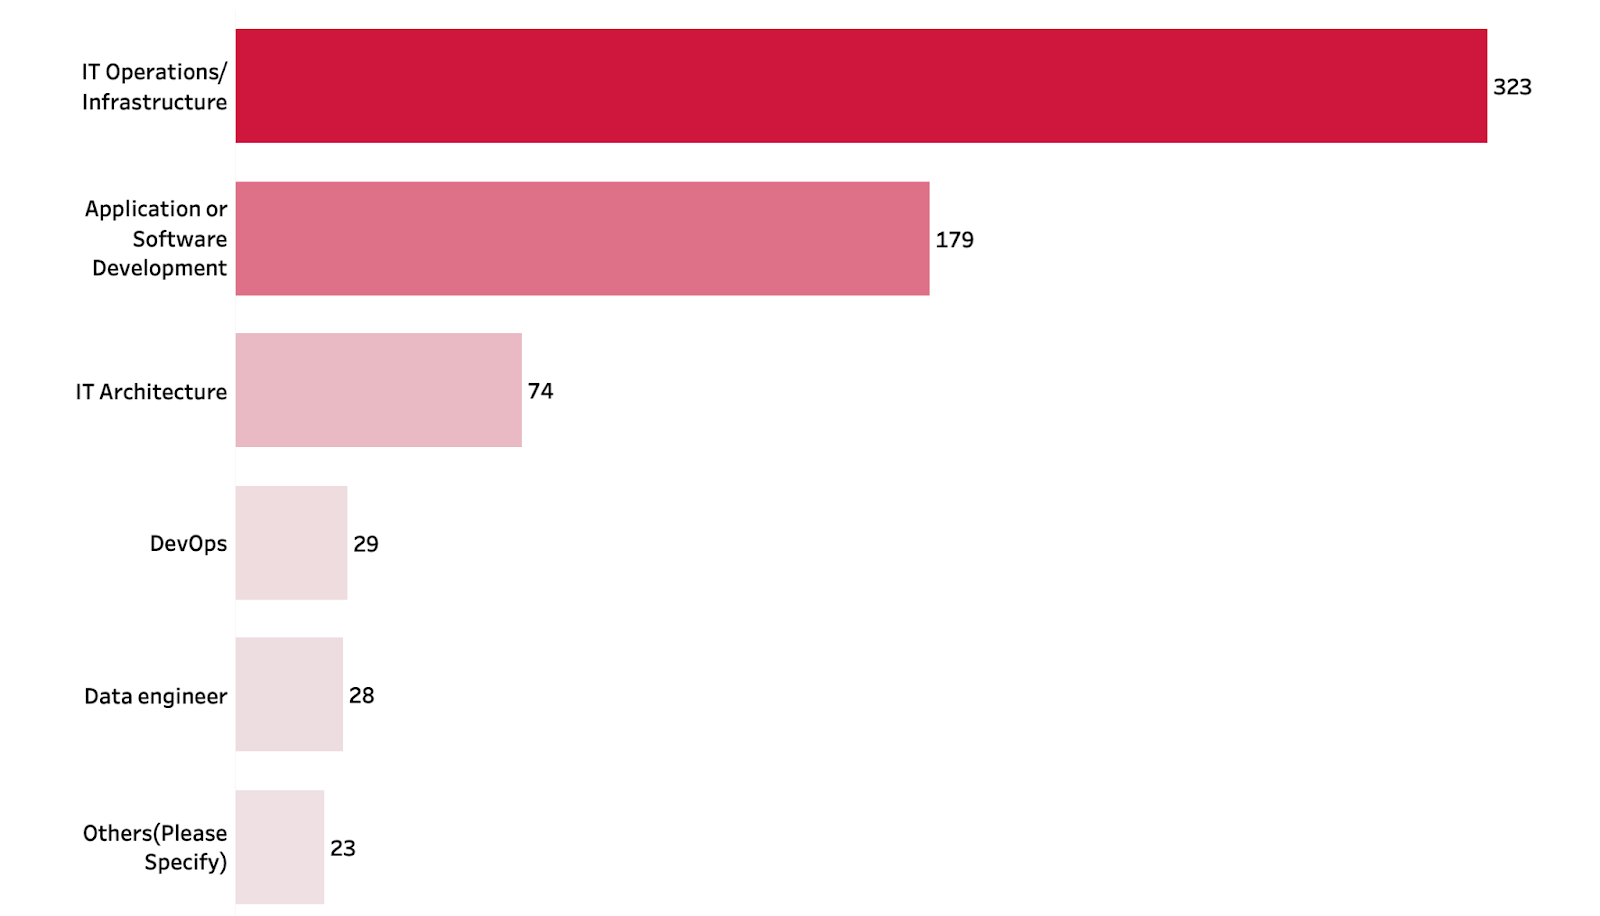 IT Operations/
Infrastructure
323
Application or
Software
Development
179
IT Architecture
74
DevOps
29
Data engineer
28
Others(Please
Specify)
23